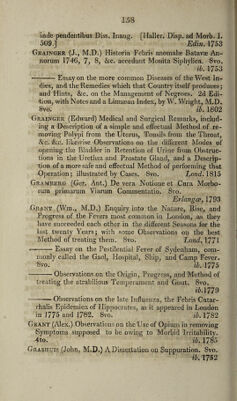 158
inde pendentibus Diss. Inaug. (Haller. Disp. ad Morb. I.
509.)
Edin. 1753
Grainger (J., M.D.) Historia Febris anomalæ Batavæ An-
norum 1746, 7, 8, &c. accedunt Monita Siphylica. 8vo.
ib. 1753
——— Essay on the more common Diseases of the West In-
dies, and the Remedies which that Country itself produces;
and Hints, &c. on the Management of Negroes. 2d Edi-
tion, with Notes and a Linnæan Index, by W. Wright, M.D.
8vo.
ib. 1802
Grainger (Edward) Medical and Surgical Remarks, includ-
ing a Description of a simple and effectual Method of re-
moving Polypi from the Uterus, Tonsils from the Throat,
&c. &c. likewise Observations on the different Modes of
opening the Bladder in Retention of Urine from Obstruc-
tions in the Urethra and Prostate Gland, and a Descrip-
tion of a more safe and effectual Method of performing that
Operation; illustrated by Cases. 8vo.
Lond. 1815
Gramberg (Ger. Ant.) De vera Notione et Cura Morbo-
rum primarum Viarum Commentatio. 8vo.
Erlangæ, 1793
Grant (Wm., M.D.) Enquiry into the Nature, Rise, and
Progress of the Fevers most common in London, as they
have succeeded each other in the different Seasons for the
last twenty Years; with some Observations on the best
Method of treating them. 8vo.
Lond, 1771
——— Essay on the Pestilential Fever of Sydenham, com-
monly called the Gaol, Hospital, Ship, and Camp Fever.
8vo.
ib. 1775
——— Observations on the Origin, Progress, and Method of
treating the atrabilious Temperament and Gout. 8vo.
ib. 1779
——— Observations on the late Influenza, the Febris Catar-
rhalis Epidemica of Hippocrates, as it appeared in London
in 1775 and 1782. 8vo.
ib. 1782
Grant (Alex.) Observations on the Use of Opium in removing
Symptoms supposed to be owing to Morbid Irritability.
4to.
ib. 1785
Grashuis (John, M.D.) A Dissertation on Suppuration. 8vo.
ib. 1752